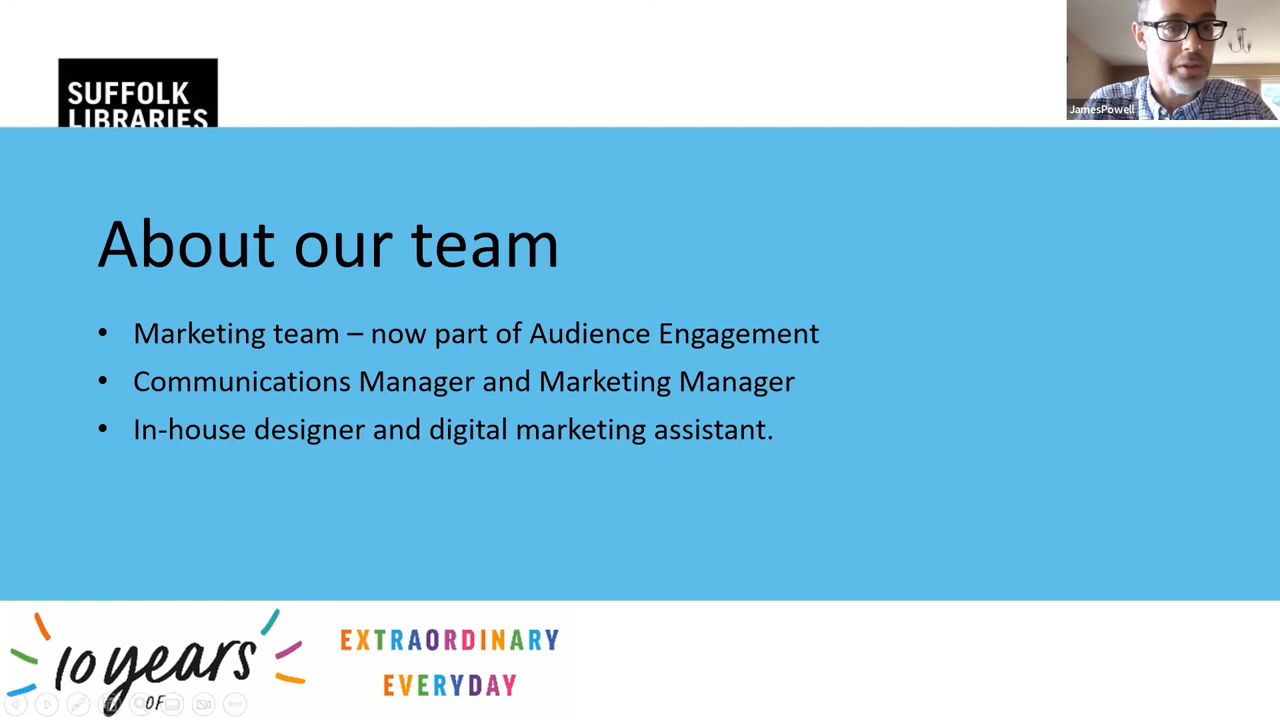 SUFFOLK
LIBRARIES
JamesPowell
About our team
• Marketing team – now part of Audience Engagement
• Communications Manager and Marketing Manager
• In-house designer and digital marketing assistant.
10 years
OF
EXTRAORDINARY
EVERYDAY